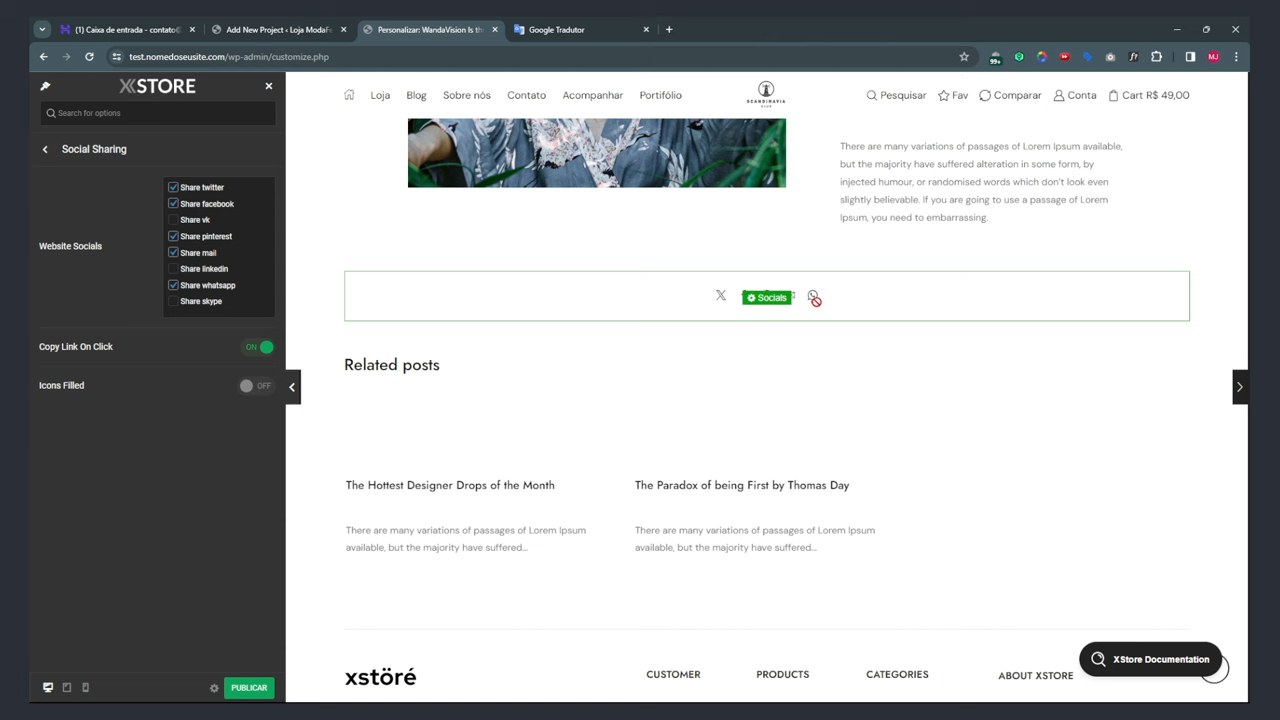 (1) Caixa de entrada - contato©
Add New Project ‹ Loja ModaF
Personalizar: WandaVision Is th
Google Tradutor
test.nomedoseusite.com/wp-admin/customize.php
99+
f?
MJ
XSTORE
Search for options
Social Sharing
Website Socials
Share twitter
Share facebook
Share vk
Share pinterest
Share mail
Share linkedin
Share whatsapp
Share skype
Copy Link On Click
ON
Icons Filled
OFF
PUBLICAR
Loja
Blog
Sobre nós
Contato
Acompanhar
Portifólio
SCANDINAVIA
Pesquisar
Fav
Comparar
Conta
Cart R$ 49,00
There are many variations of passages of Lorem Ipsum available,
but the majority have suffered alteration in some form, by
injected humour, or randomised words which don't look even
slightly believable. If you are going to use a passage of Lorem
Ipsum, you need to embarrassing.
Socials
Related posts
The Hottest Designer Drops of the Month
There are many variations of passages of Lorem Ipsum
available, but the majority have suffered...
The Paradox of being First by Thomas Day
There are many variations of passages of Lorem Ipsum
available, but the majority have suffered...
xstöré
CUSTOMER
PRODUCTS
CATEGORIES
ABOUT XSTORE
XStore Documentation